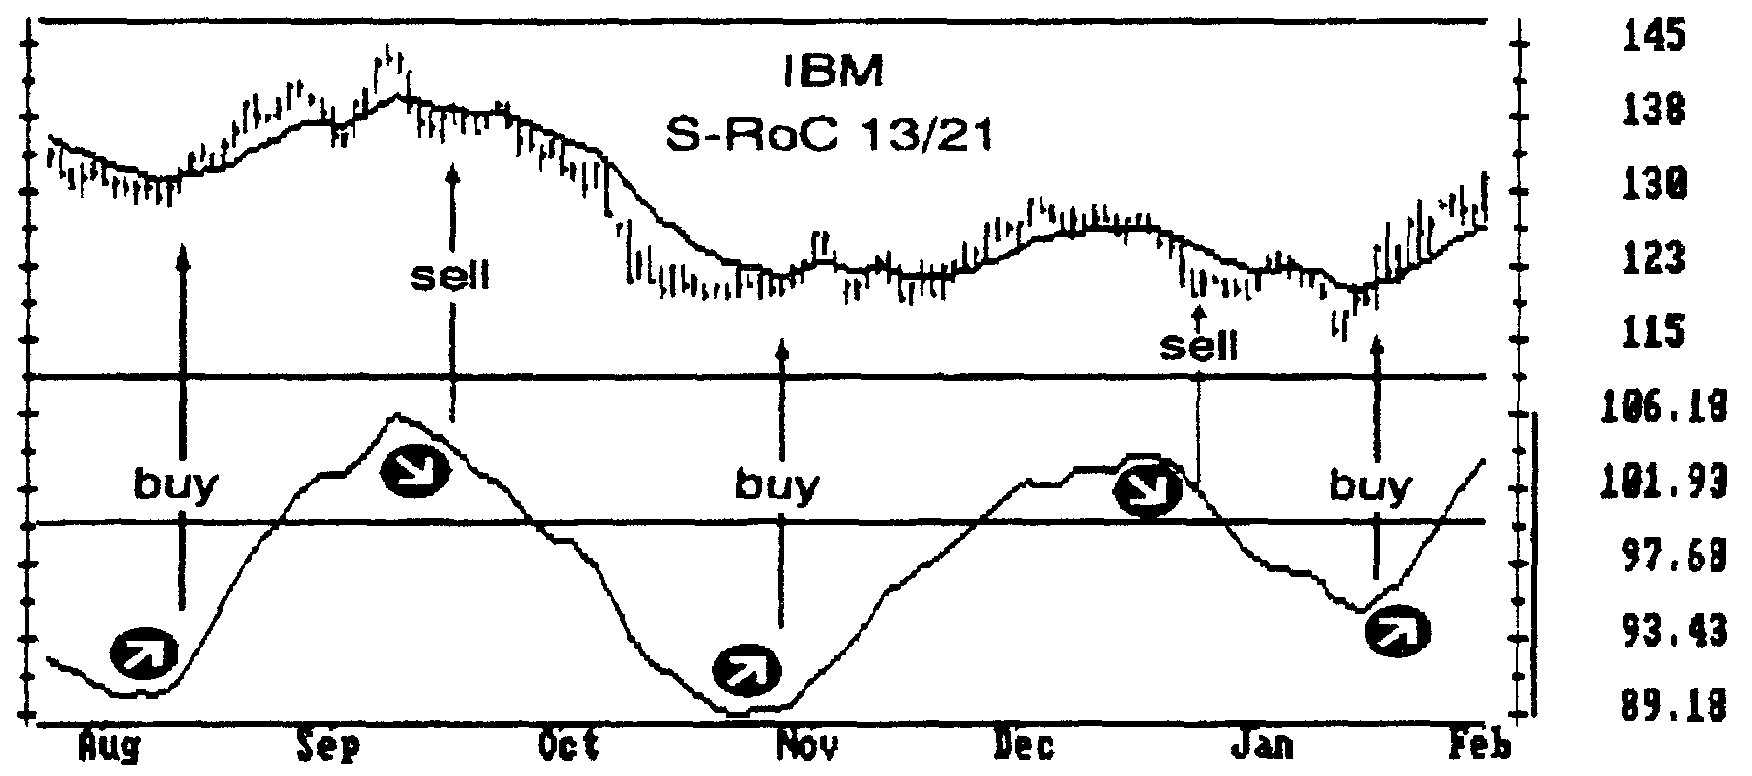 IBM
S-RoC 13/21
145
138
130
123
115
sell
sell
buy
buy
buy
106.18
101.93
97.68
93.43
89.18
Aug Sep Oct Nov Dec Jan Feb